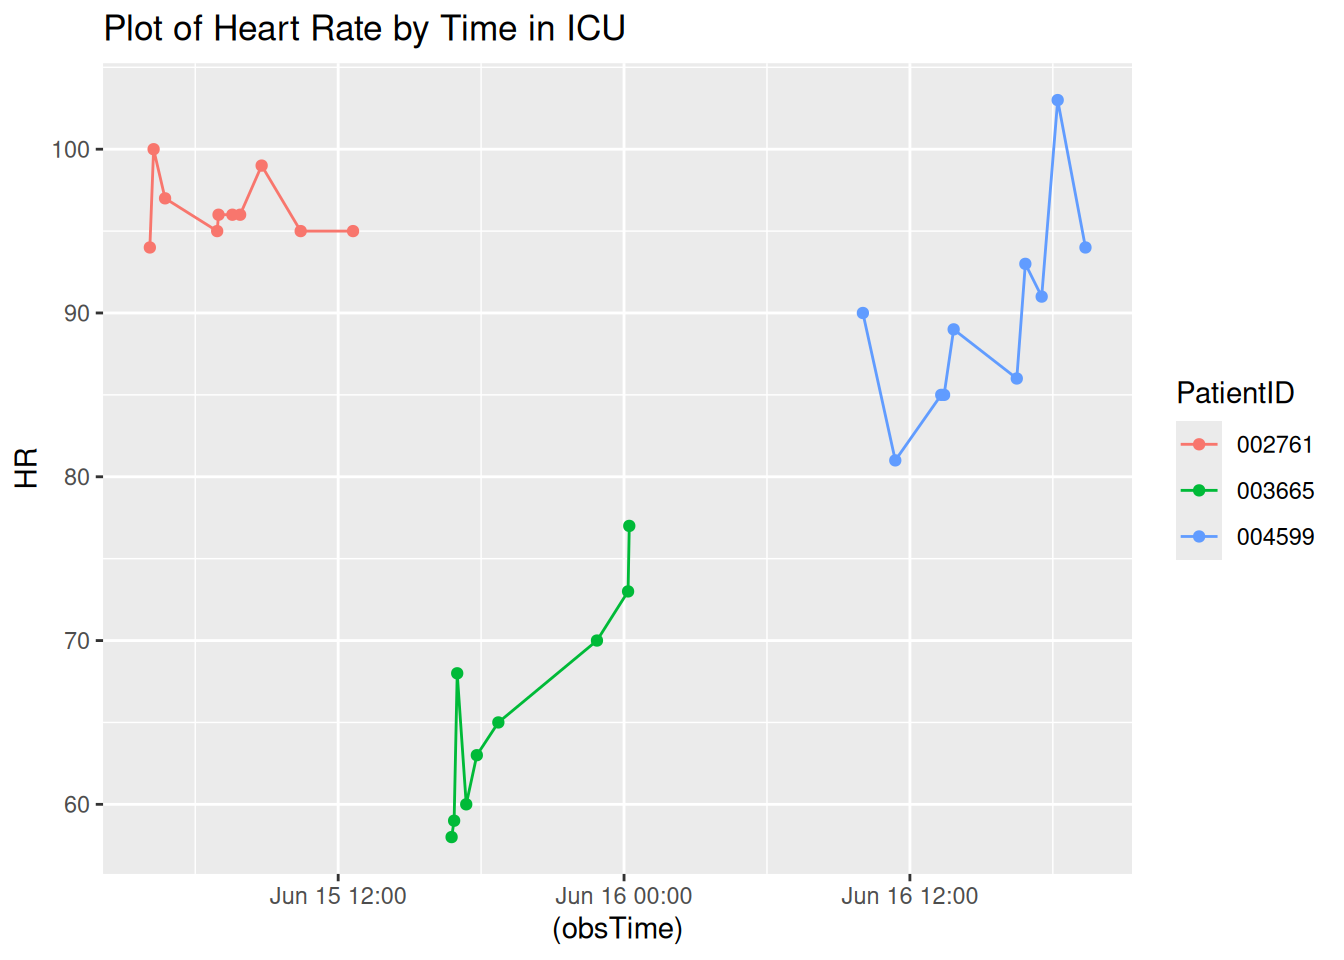 Plot of Heart Rate by Time in ICU
100
90
80
70
60
HR
Jun 15 12:00
Jun 16 00:00
Jun 16 12:00
(obsTime)
PatientID
002761
003665
004599